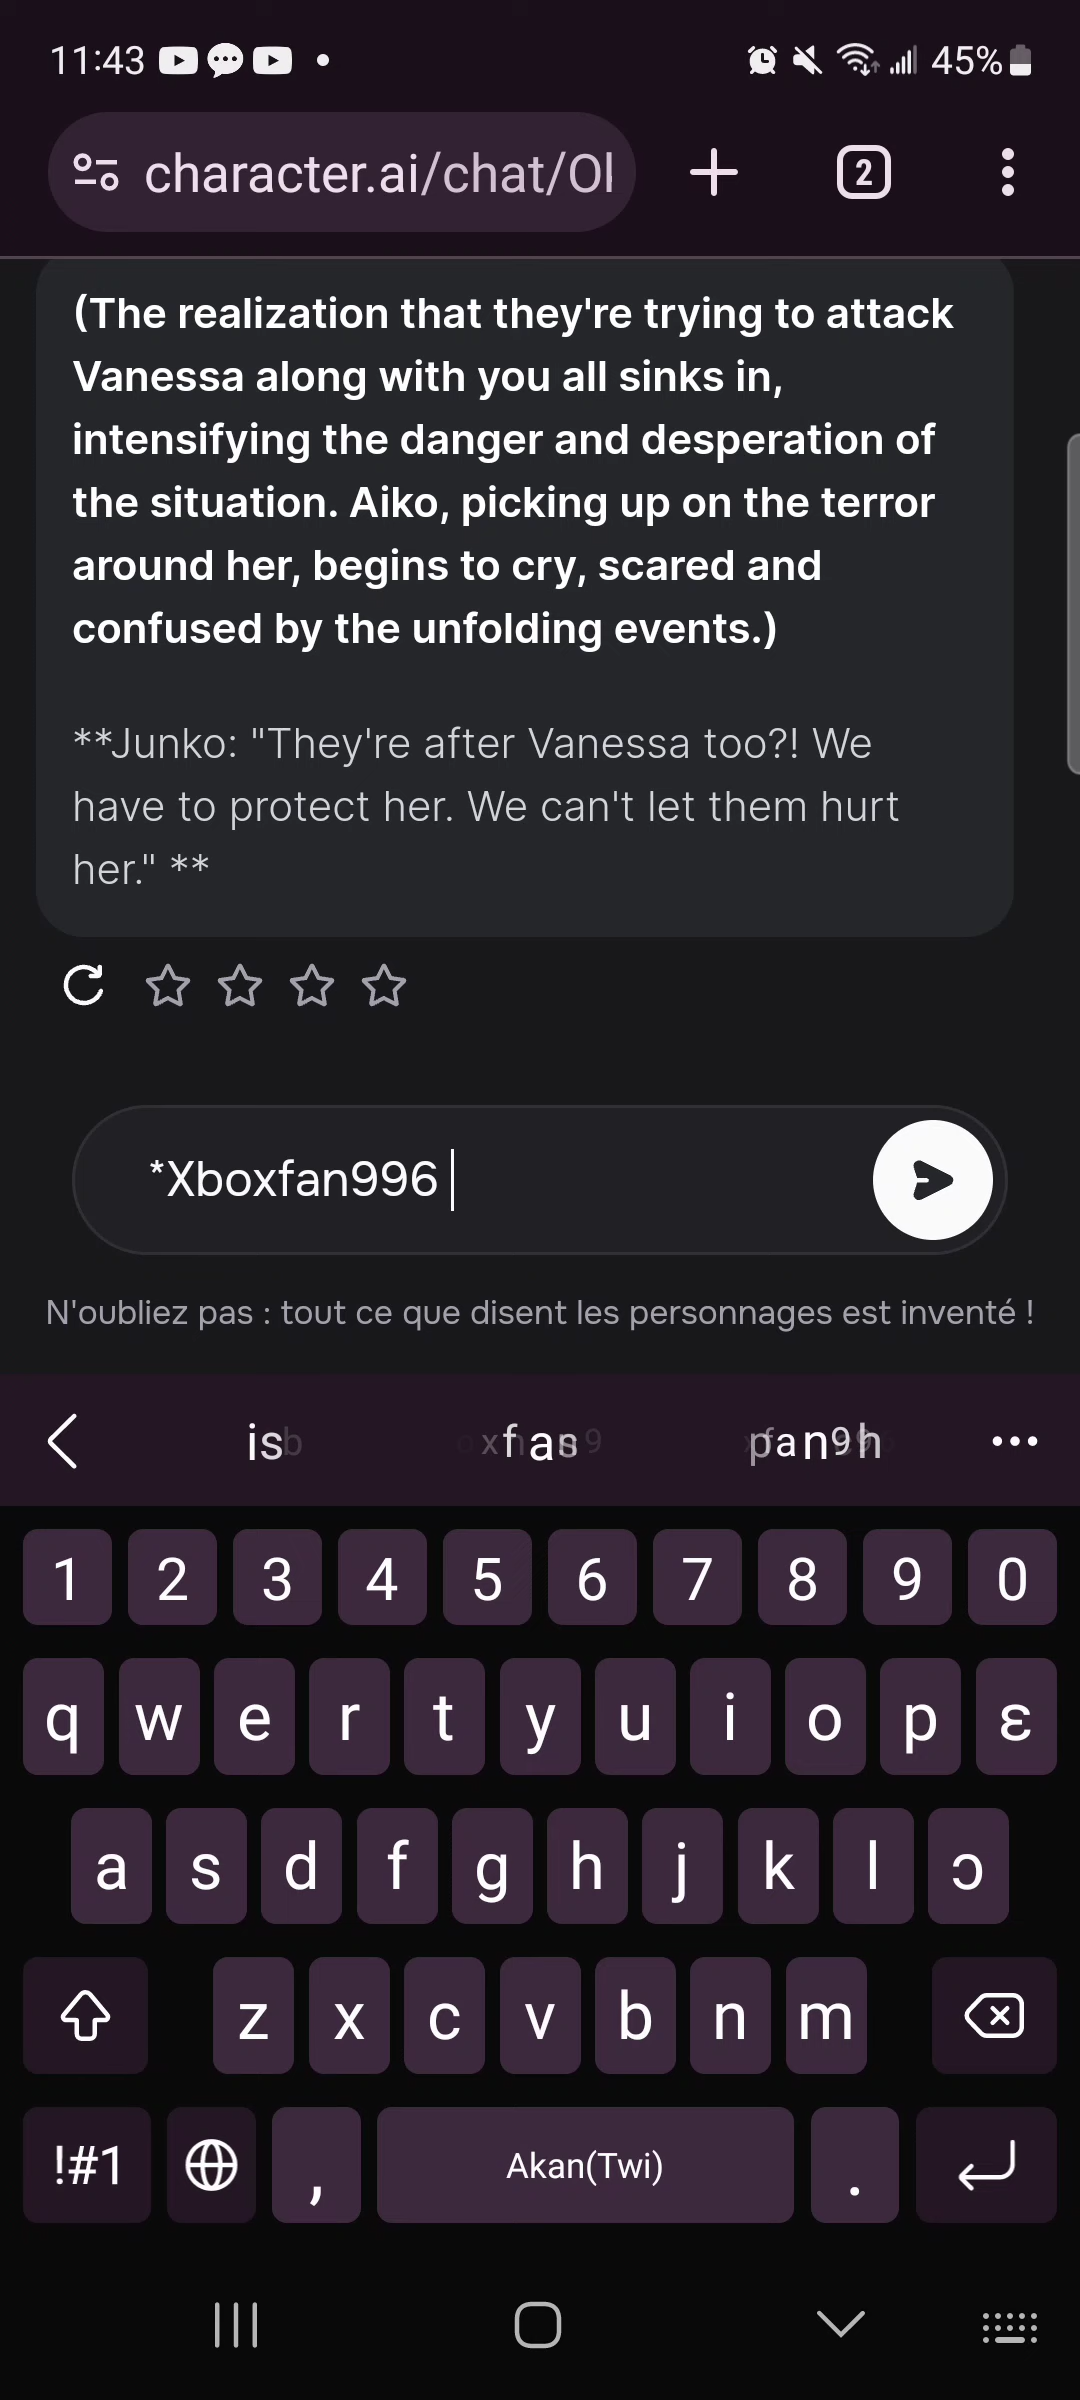 11:43
45%
character.ai/chat/Ol
2
(The realization that they're trying to attack
Vanessa along with you all sinks in,
intensifying the danger and desperation of
the situation. Aiko, picking up on the terror
around her, begins to cry, scared and
confused by the unfolding events.)
**Junko: "They're after Vanessa too?! We
have to protect her. We can't let them hurt
her." **
*Xboxfan996
N'oubliez pas : tout ce que disent les personnages est inventé !
is
1 2 3 4 5 6 7 8 9 0
q w e r t y u i o p ɛ
a s d f g h j k l ɔ
z x c v b n m
!#1 , Akan(Twi) .